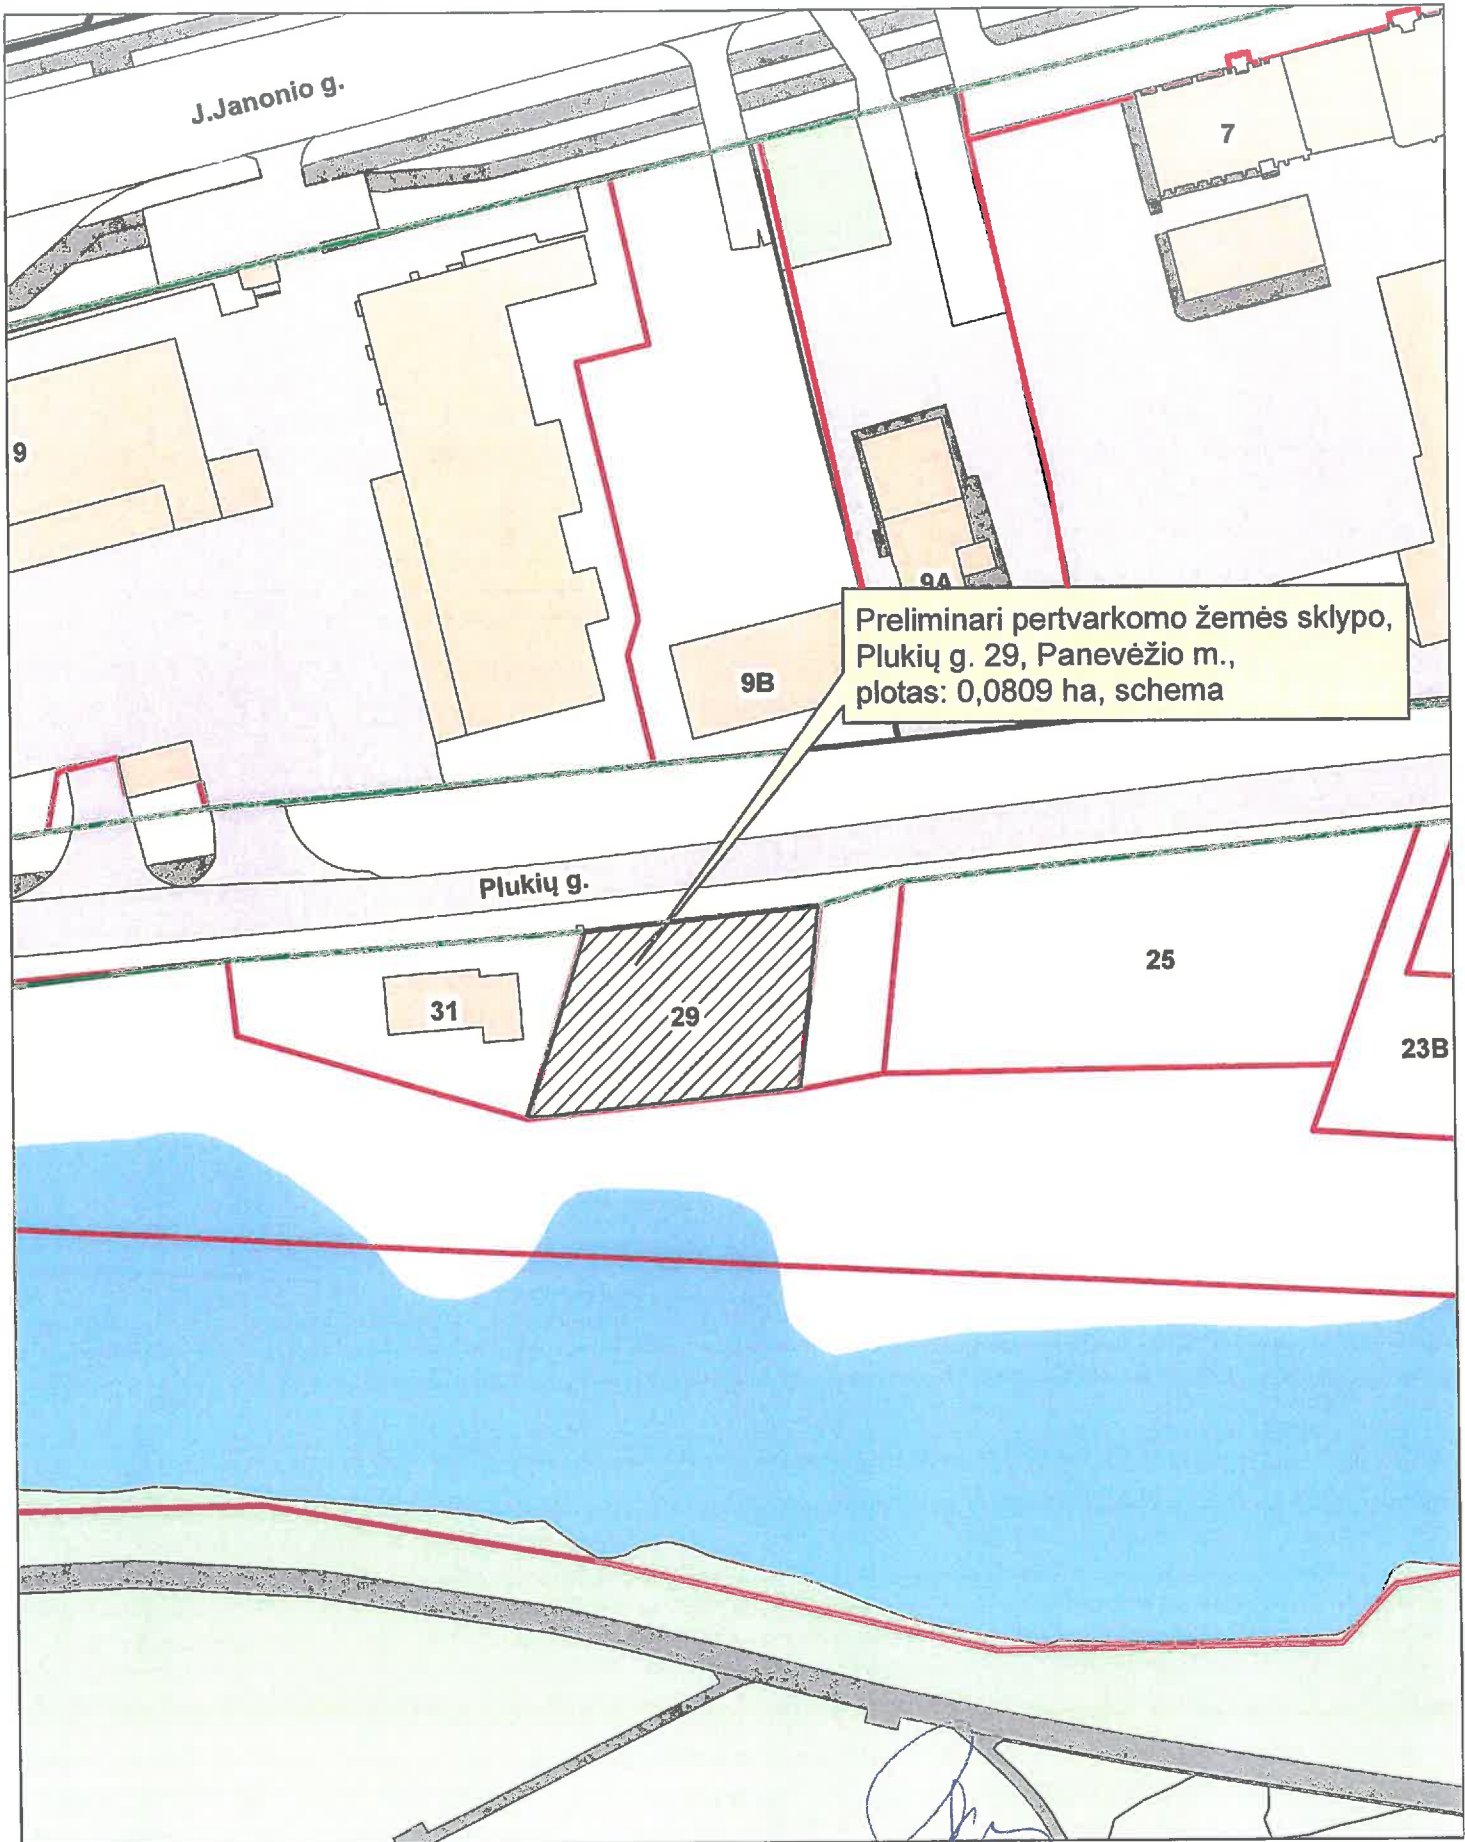 J.Janonio g.
7
9
9A
Preliminari pertvarkomo žemės sklypo,
Plukių g. 29, Panevėžio m.,
plotas: 0,0809 ha, schema
9B
Plukių g.
25
31
29
23B